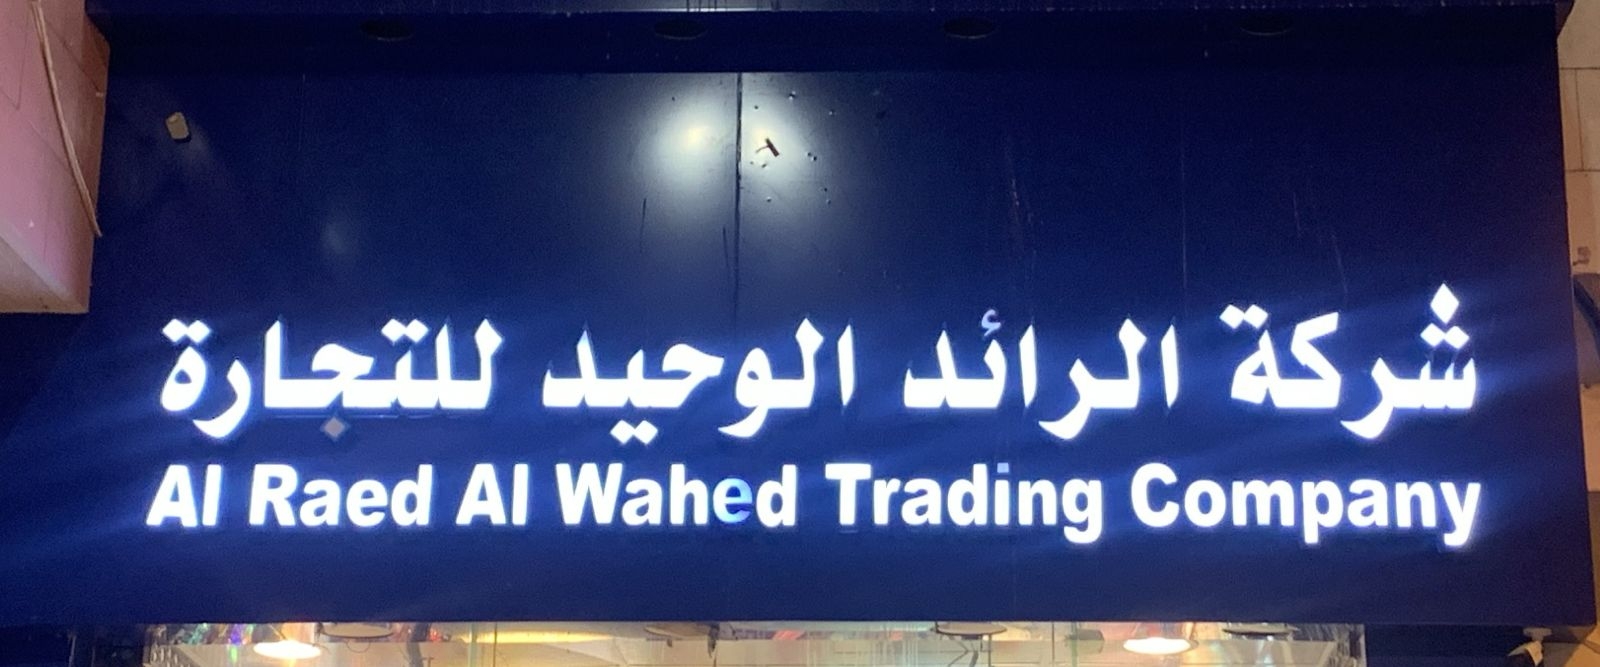 شركة الرائد الوحيد للتجارة
Al Raed Al Wahed Trading Company